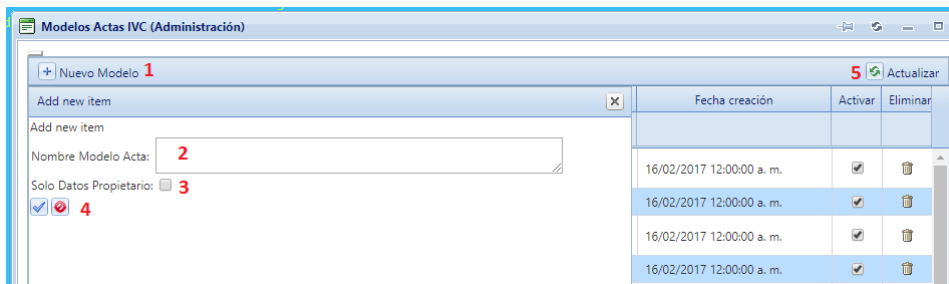 Modelos Actas IVC (Administración)
Nuevo Modelo 1 5 Actualizar
Add new item Fecha creación Activar Eliminar
Add new item
Nombre Modelo Acta: 2
16/02/2017 12:00:00 a. m.
Solo Datos Propietario: 3
4 16/02/2017 12:00:00 a. m.
16/02/2017 12:00:00 a. m.
16/02/2017 12:00:00 a. m.